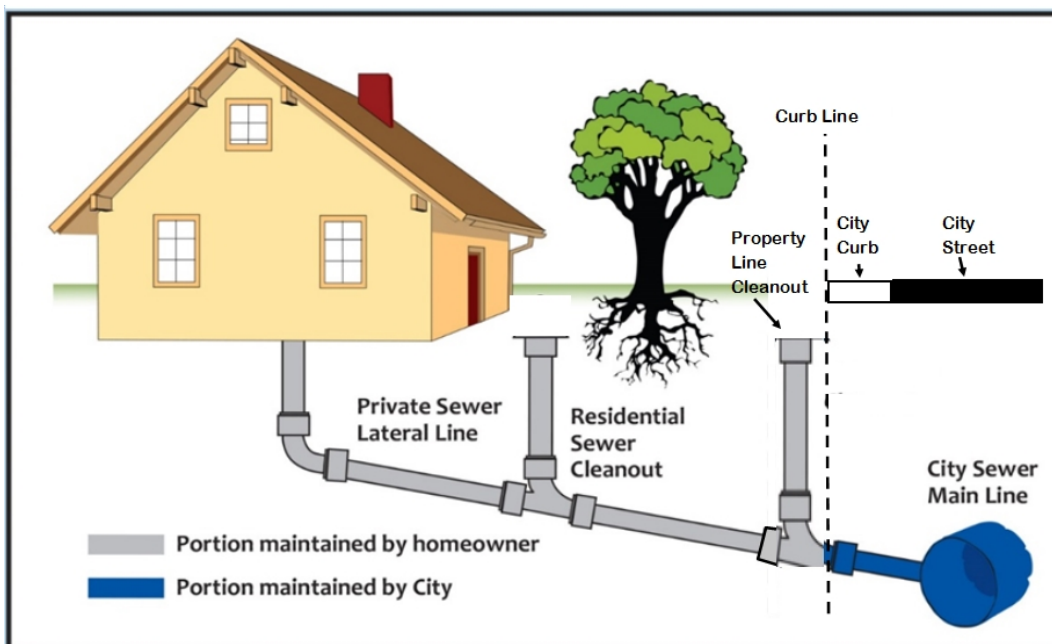 Curb Line
City
Curb
City
Street
Property
Line
Cleanout
Private Sewer
Lateral Line
Residential
Sewer
Cleanout
City Sewer
Main Line
Portion maintained by homeowner
Portion maintained by City